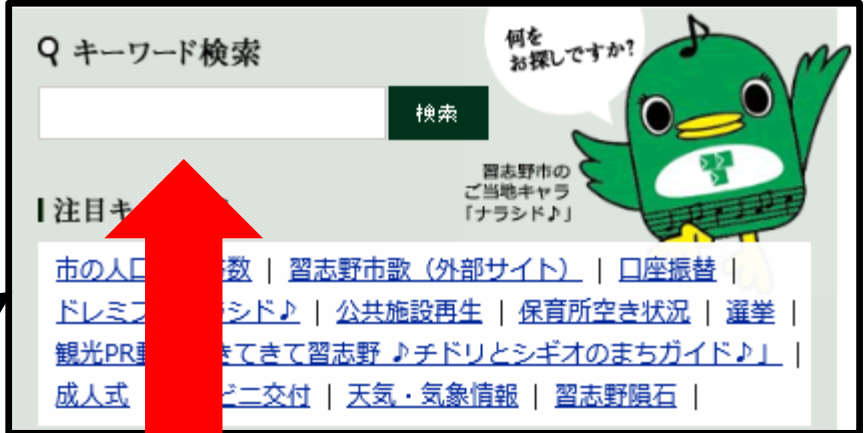 キーワード検索
検索
何を
お探しですか?
習志野市の
ご当地キャラ
「ナラシド♪」
注目キ
市の人口 数 | 習志野市歌（外部サイト） | 口座振替 |
ドレミフ ラシド♪ | 公共施設再生 | 保育所空き状況 | 選挙 |
観光PR きてきて習志野 ♪チドリとシギオのまちガイド♪」 |
成人式 ビニ交付 | 天気・気象情報 | 習志野隕石 |